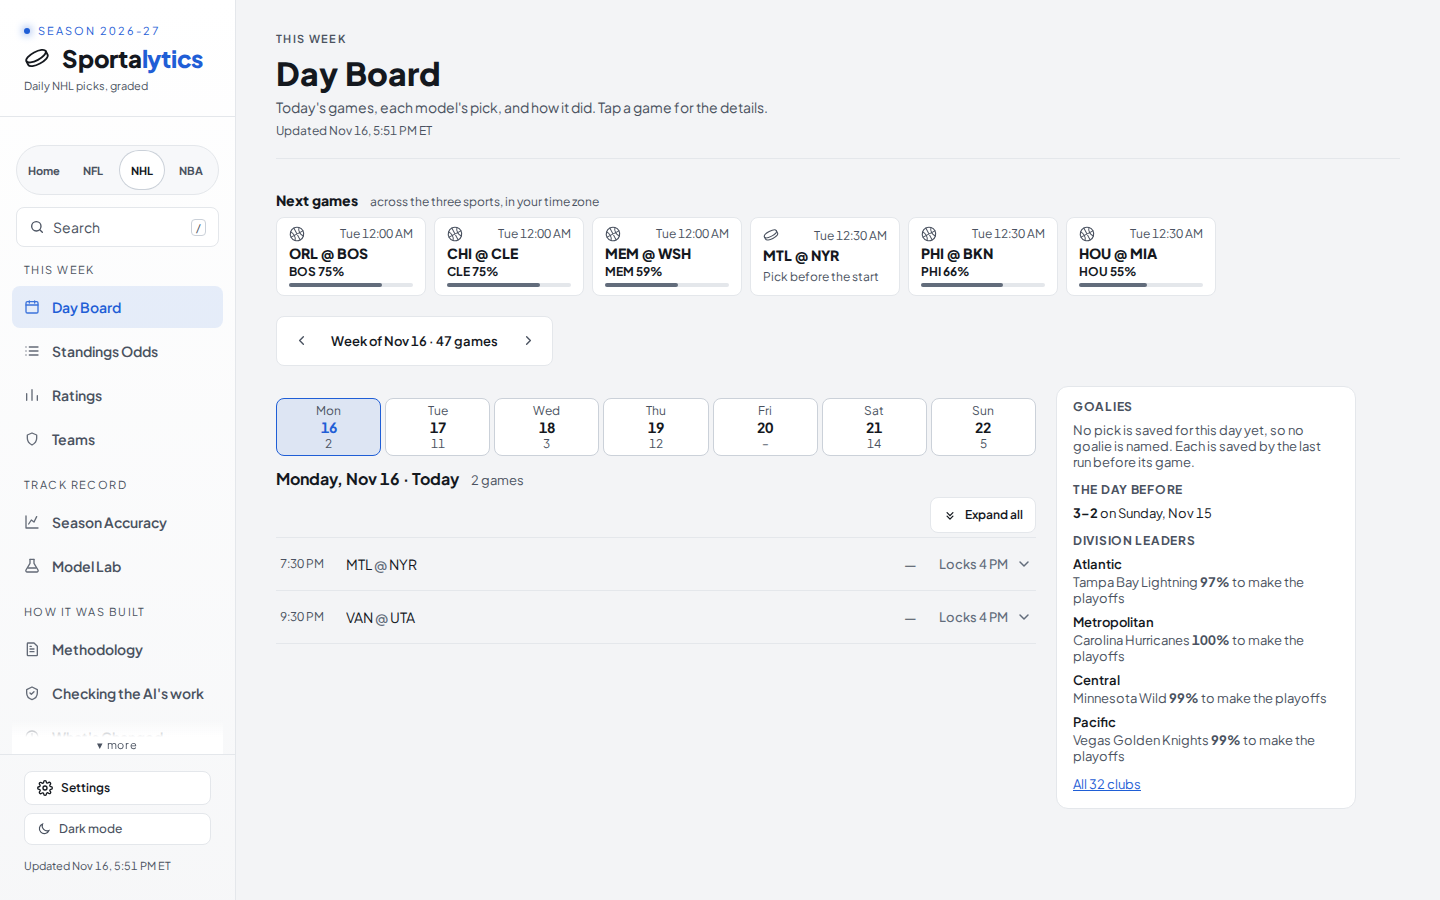 SEASON 2026-27
Sportalytics
Daily NHL picks, graded
Home NFL NHL NBA
Search /
THIS WEEK
Day Board
Standings Odds
Ratings
Teams
TRACK RECORD
Season Accuracy
Model Lab
HOW IT WAS BUILT
Methodology
Checking the AI's work
What's Changed
▾ more
Settings
Dark mode
Updated Nov 16, 5:51 PM ET
THIS WEEK
Day Board
Today's games, each model's pick, and how it did. Tap a game for the details.
Updated Nov 16, 5:51 PM ET
Next games across the three sports, in your time zone
Tue 12:00 AM
ORL @ BOS
BOS 75%
Tue 12:00 AM
CHI @ CLE
CLE 75%
Tue 12:00 AM
MEM @ WSH
MEM 59%
Tue 12:30 AM
MTL @ NYR
Pick before the start
Tue 12:30 AM
PHI @ BKN
PHI 66%
Tue 12:30 AM
HOU @ MIA
HOU 55%
Week of Nov 16 · 47 games
Mon
16
2
Tue
17
11
Wed
18
3
Thu
19
12
Fri
20
–
Sat
21
14
Sun
22
5
Monday, Nov 16 · Today 2 games
Expand all
7:30 PM MTL @ NYR — Locks 4 PM
9:30 PM VAN @ UTA — Locks 4 PM
GOALIES
No pick is saved for this day yet, so no
goalie is named. Each is saved by the last
run before its game.
THE DAY BEFORE
3–2 on Sunday, Nov 15
DIVISION LEADERS
Atlantic
Tampa Bay Lightning 97% to make the
playoffs
Metropolitan
Carolina Hurricanes 100% to make the
playoffs
Central
Minnesota Wild 99% to make the playoffs
Pacific
Vegas Golden Knights 99% to make the
playoffs
All 32 clubs